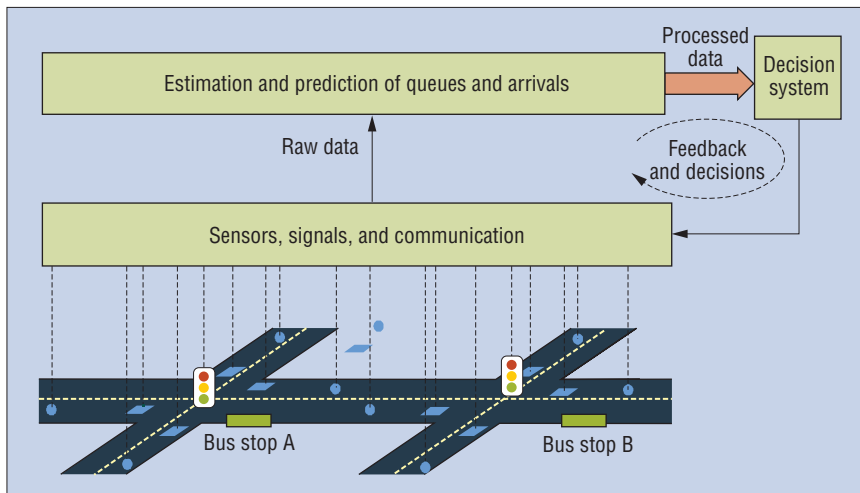 Processed
data
Decision
system
Estimation and prediction of queues and arrivals
Raw data
Feedback
and decisions
Sensors, signals, and communication
Bus stop A
Bus stop B